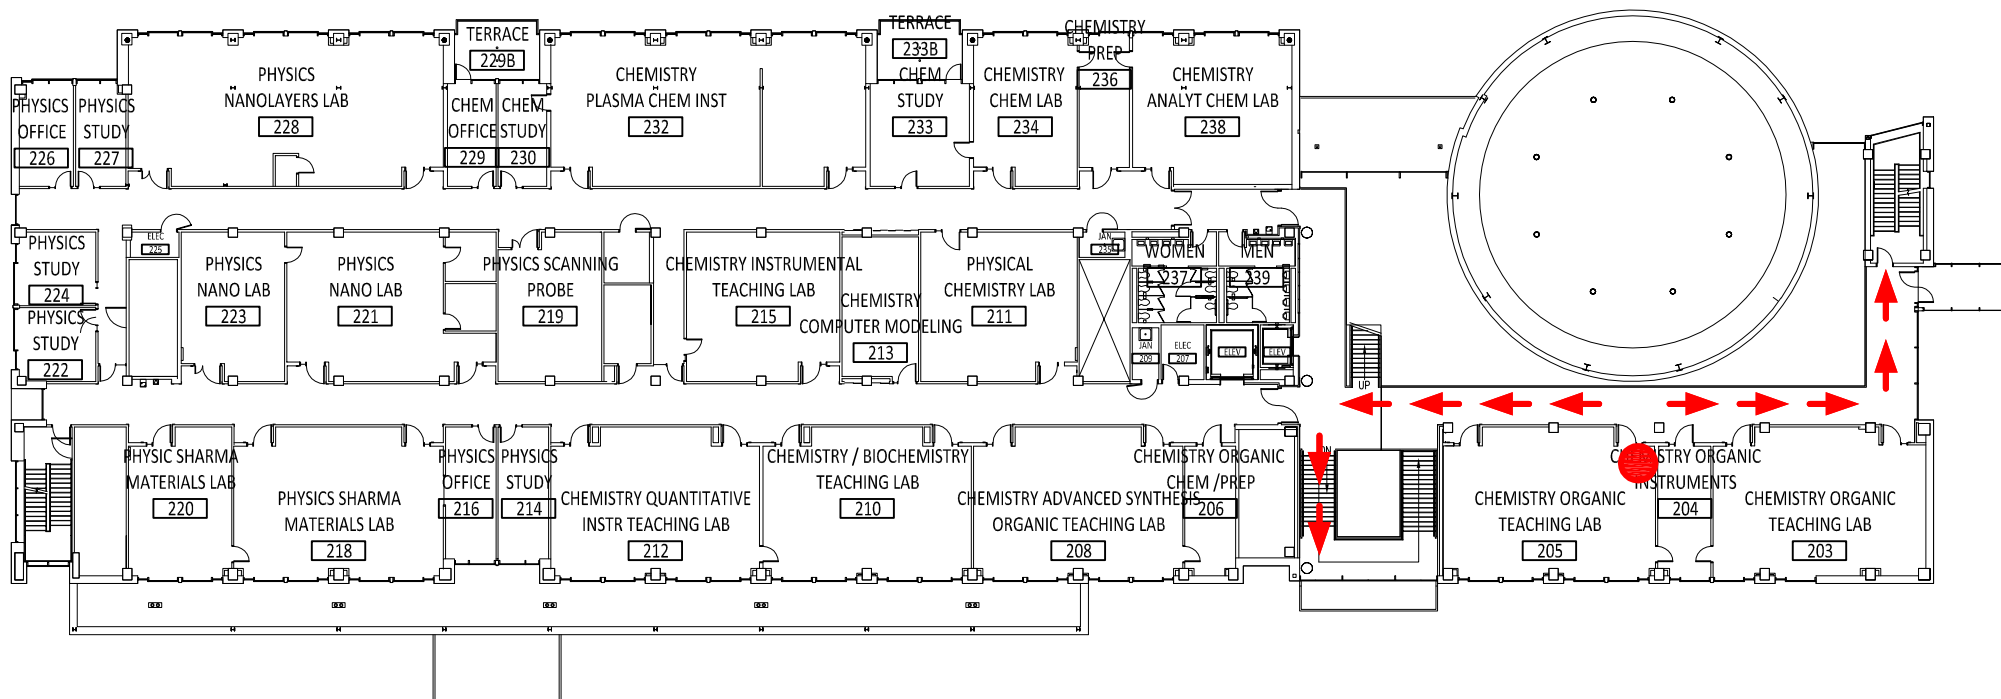 TERRACE
229B
TERRACE
233B
CHEMISTRY
PREP
236
PHYSICS
OFFICE
226
PHYSICS
STUDY
227
PHYSICS
NANOLAYERS LAB
228
CHEM
OFFICE
229
CHEM
STUDY
230
CHEMISTRY
PLASMA CHEM INST
232
CHEM
STUDY
233
CHEMISTRY
CHEM LAB
234
CHEMISTRY
ANALYT CHEM LAB
238
PHYSICS
STUDY
224
PHYSICS
STUDY
222
ELEC
225
PHYSICS
NANO LAB
223
PHYSICS
NANO LAB
221
PHYSICS SCANNING
PROBE
219
CHEMISTRY INSTRUMENTAL
TEACHING LAB
215
CHEMISTRY
COMPUTER MODELING
213
PHYSICAL
CHEMISTRY LAB
211
JAN
235
WOMEN
237
MEN
239
JAN
209
ELEC
207
ELEV
ELEV
UP
DN
PHYSIC SHARMA
MATERIALS LAB
220
PHYSICS SHARMA
MATERIALS LAB
218
PHYSICS
OFFICE
216
PHYSICS
STUDY
214
CHEMISTRY QUANTITATIVE
INSTR TEACHING LAB
212
CHEMISTRY / BIOCHEMISTRY
TEACHING LAB
210
CHEMISTRY ADVANCED SYNTHESIS
ORGANIC TEACHING LAB
208
CHEMISTRY ORGANIC
CHEM /PREP
206
CHEMISTRY ORGANIC
TEACHING LAB
205
CHEMISTRY ORGANIC
INSTRUMENTS
204
CHEMISTRY ORGANIC
TEACHING LAB
203